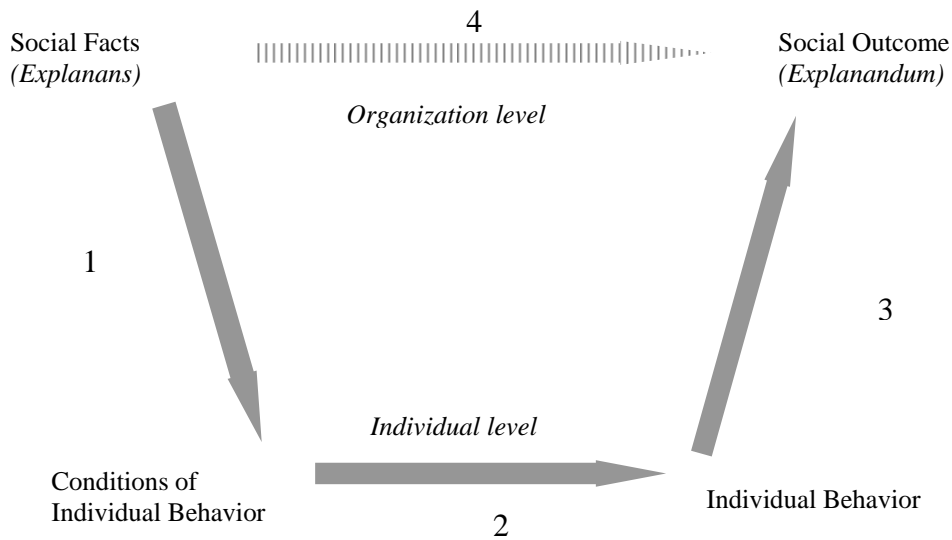 4
Social Facts
(Explanans)
Social Outcome
(Explanandum)
Organization level
1
3
Individual level
Conditions of
Individual Behavior
Individual Behavior
2